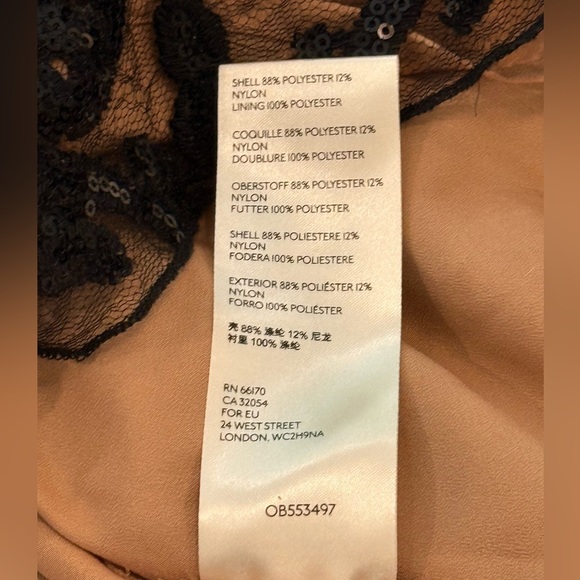 SHELL 88% POLYESTER 12%
NYLON
LINING 100% POLYESTER
COQUILLE 88% POLYESTER 12%
NYLON
DOUBLURE 100% POLYESTER
OBERSTOFF 88% POLYESTER 12%
NYLON
FUTTER 100% POLYESTER
SHELL 88% POLIESTERE 12%
NYLON
FODERA 100% POLIESTERE
EXTERIOR 88% POLIÉSTER 12%
NYLON
FORRO 100% POLIÉSTER
壳 88% 涤纶 12% 尼龙
衬里 100% 涤纶
RN 66170
CA 32054
FOR EU
24 WEST STREET
LONDON, WC2H9NA
OB553497